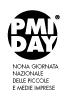 PMI
DAY®
NONA GIORNATA
NAZIONALE
DELLE PICCOLE
E MEDIE IMPRESE